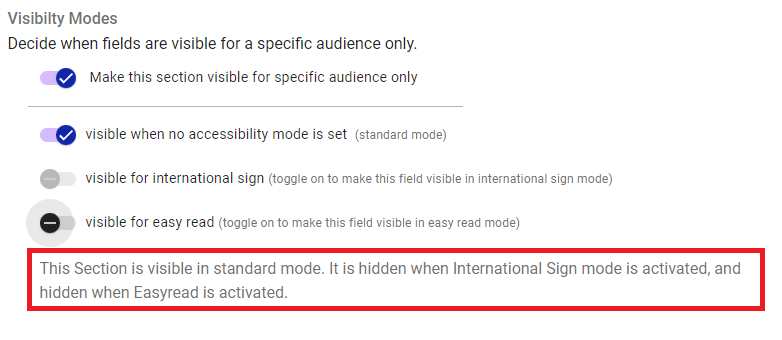 Visibilty Modes
Decide when fields are visible for a specific audience only.
Make this section visible for specific audience only
visible when no accessibility mode is set (standard mode)
visible for international sign (toggle on to make this field visible in international sign mode)
visible for easy read (toggle on to make this field visible in easy read mode)
This Section is visible in standard mode. It is hidden when International Sign mode is activated, and
hidden when Easyread is activated.